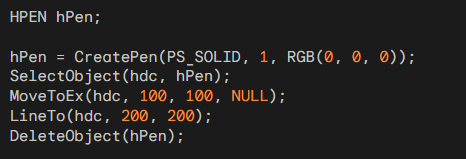 HPEN hPen;
hPen = CreatePen(PS_SOLID, 1, RGB(0, 0, 0));
SelectObject(hdc, hPen);
MoveToEx(hdc, 100, 100, NULL);
LineTo(hdc, 200, 200);
DeleteObject(hPen);